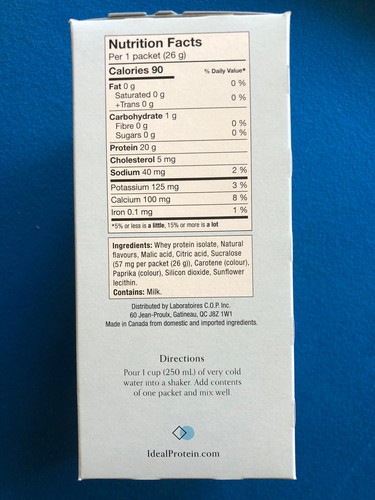 Nutrition Facts
Per 1 packet (26 g)
Calories 90 % Daily Value*
Fat 0 g 0 %
Saturated 0 g 0 %
+Trans 0 g
Carbohydrate 1 g
Fibre 0 g 0 %
Sugars 0 g 0 %
Protein 20 g
Cholesterol 5 mg
Sodium 40 mg 2 %
Potassium 125 mg 3 %
Calcium 100 mg 8 %
Iron 0.1 mg 1 %
*5% or less is a little, 15% or more is a lot
Ingredients: Whey protein isolate, Natural
flavours, Malic acid, Citric acid, Sucralose
(57 mg per packet (26 g)), Carotene (colour),
Paprika (colour), Silicon dioxide, Sunflower
lecithin.
Contains: Milk.
Distributed by Laboratoires C.O.P. Inc.
60 Jean-Proulx, Gatineau, QC J8Z 1W1
Made in Canada from domestic and imported ingredients.
Directions
Pour 1 cup (250 mL) of very cold
water into a shaker. Add contents
of one packet and mix well.
IdealProtein.com